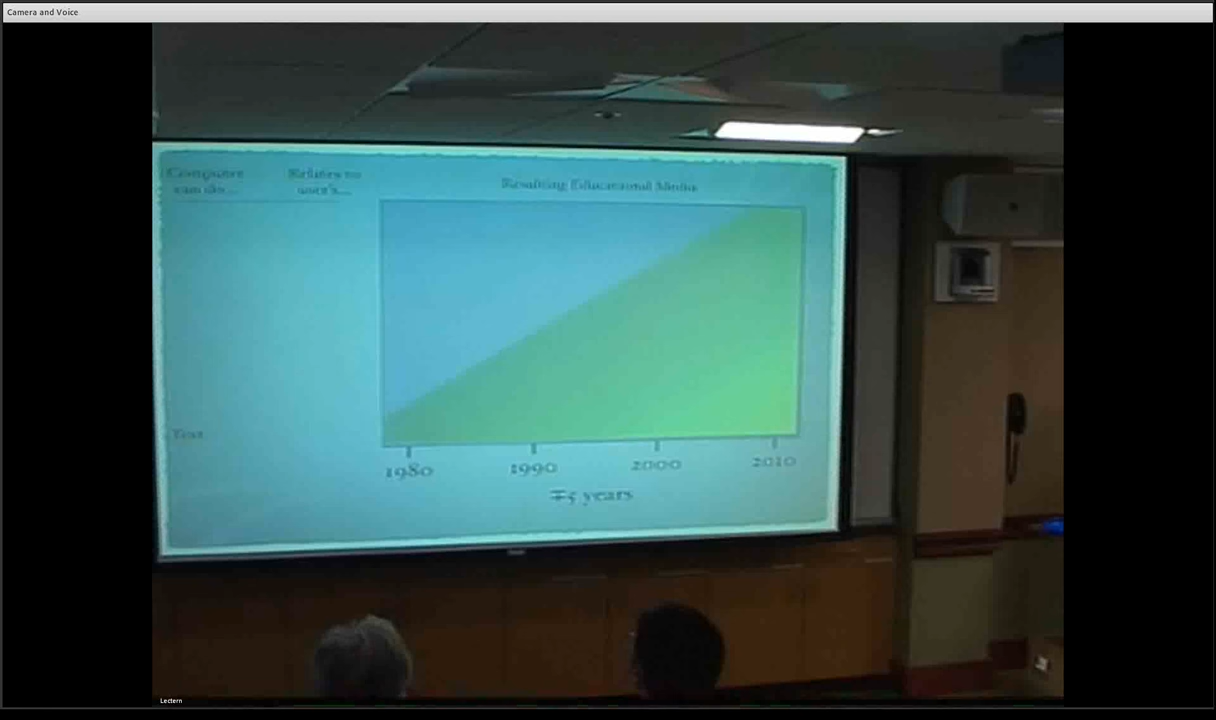 Camera and Voice
Computer
can do...
Relates to
user's...
Resulting Educational Media
Text
1980
1990
2000
2010
∓5 years
Lectern